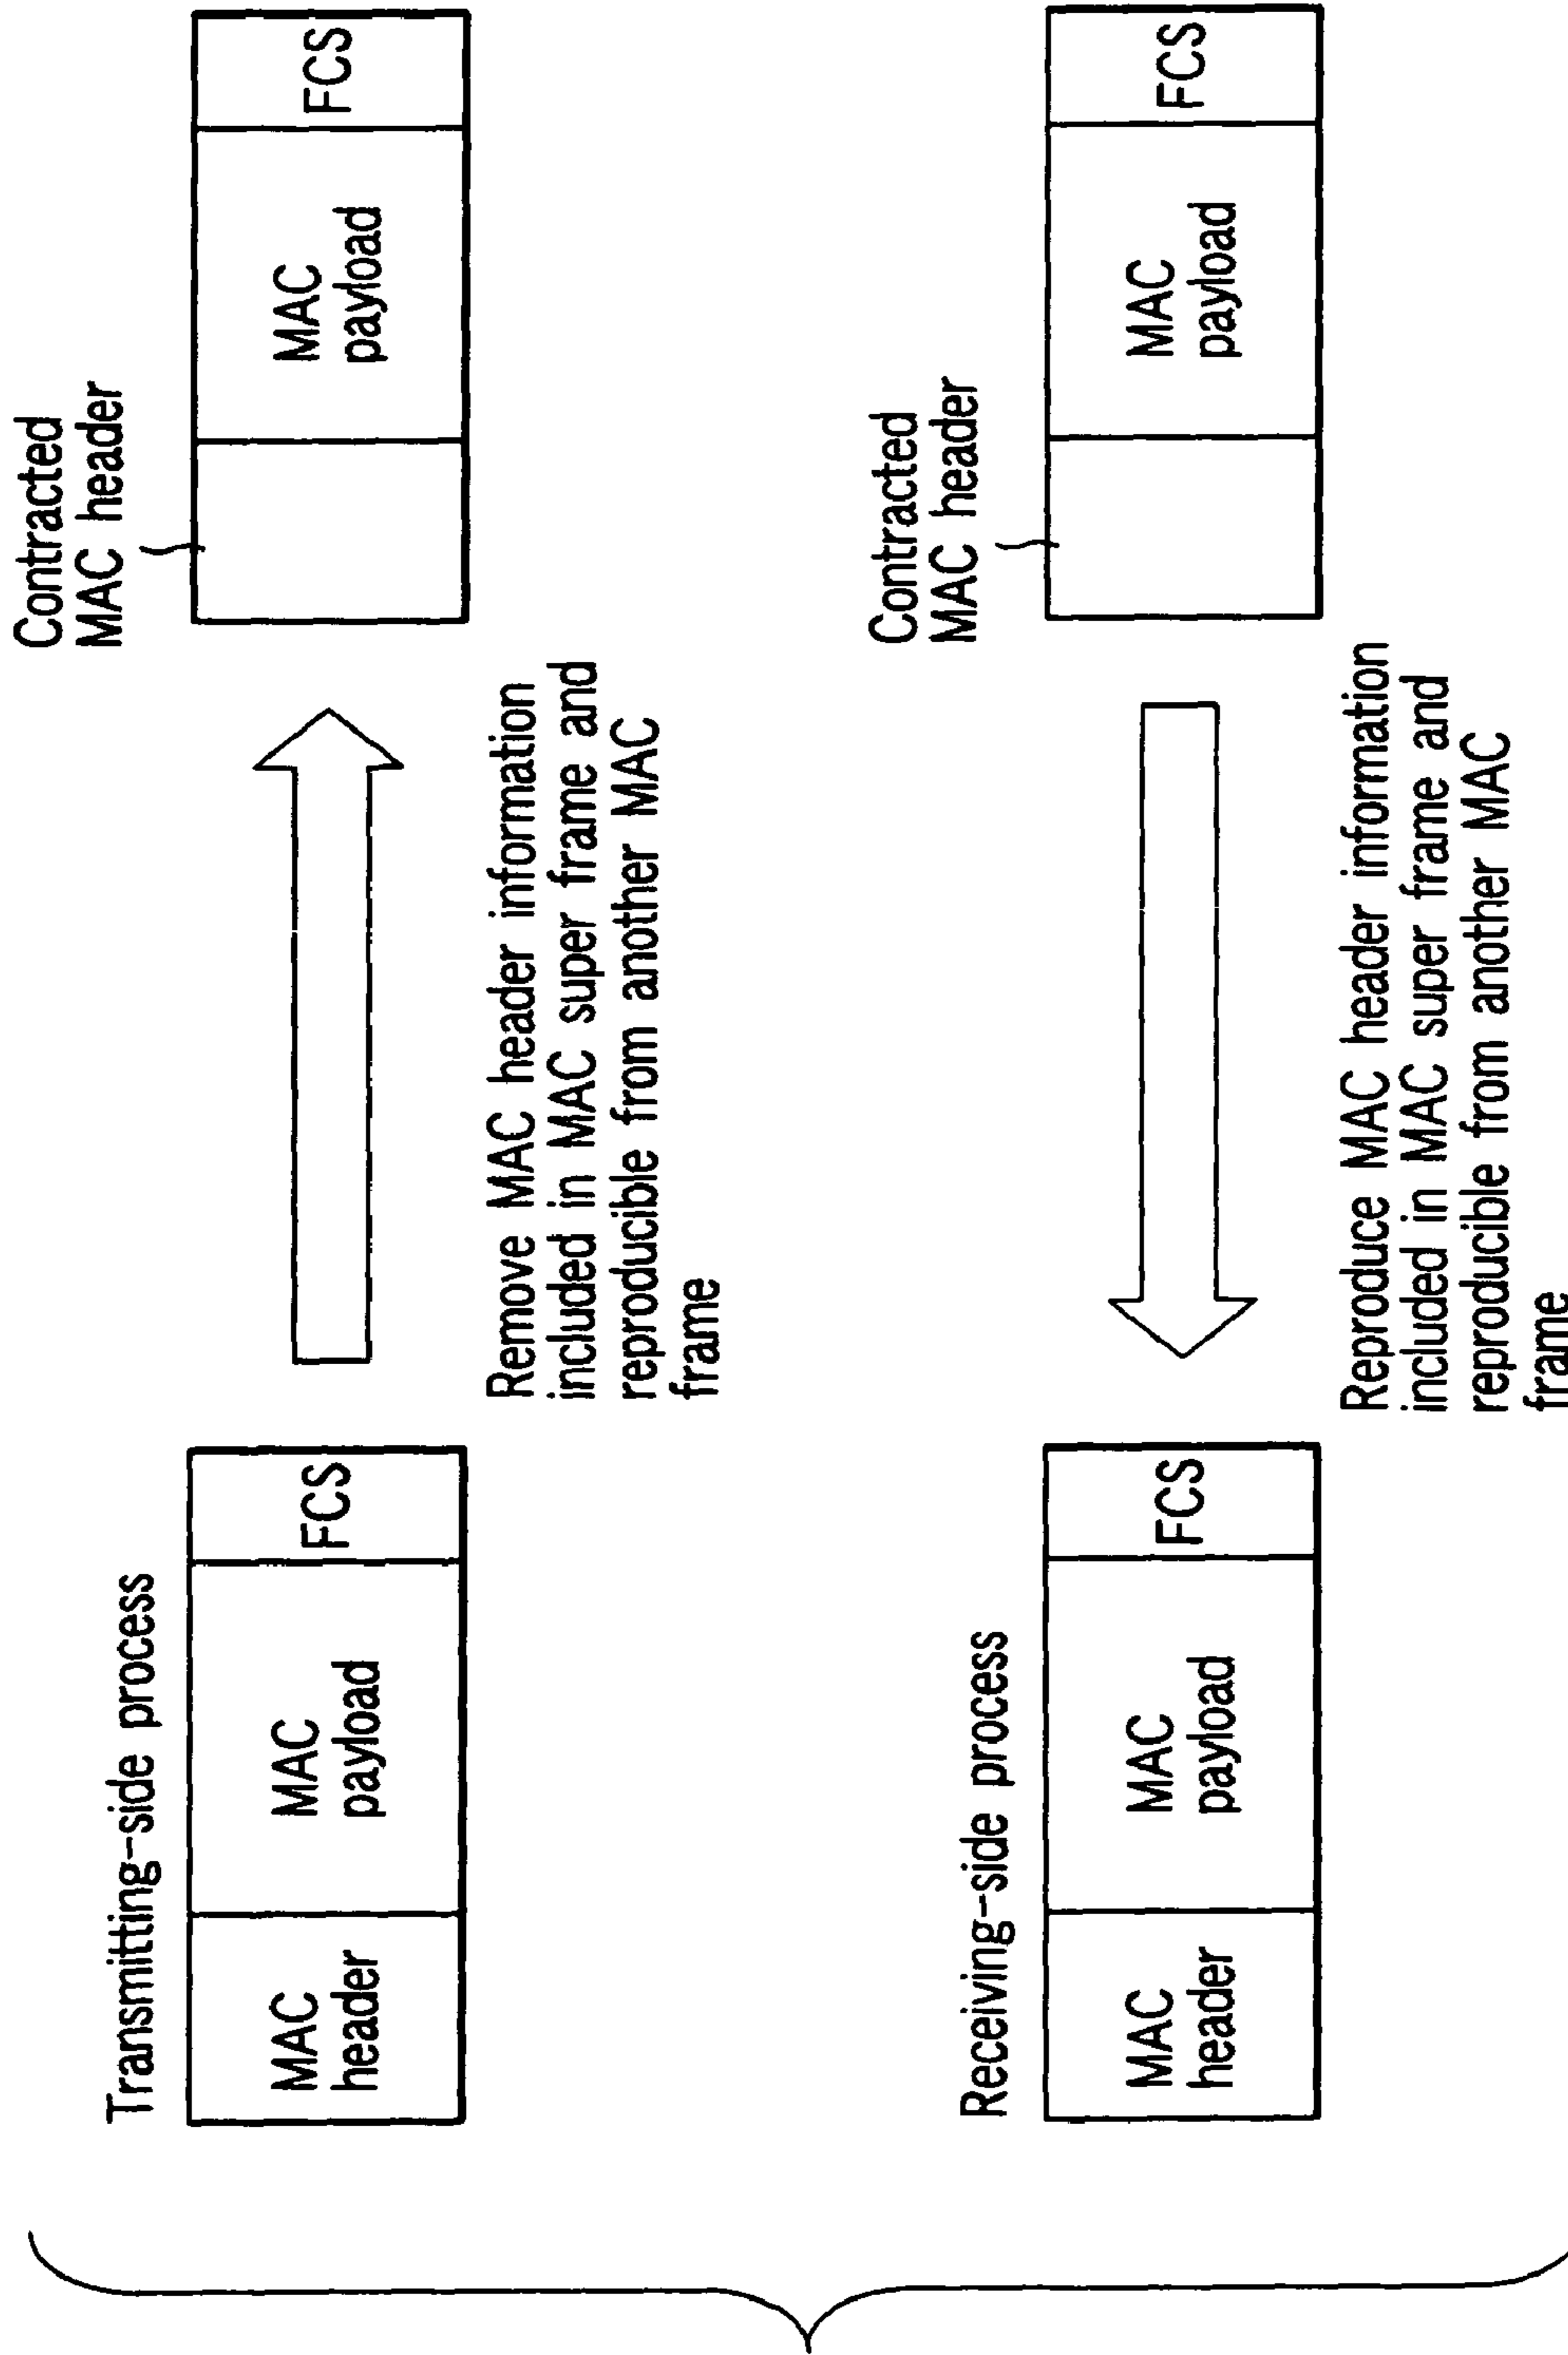 Transmitting-side process
MAC
header
MAC
payload
FCS
Remove MAC header information
included in MAC super frame and
reproducible from another MAC
frame
Contracted
MAC header
MAC
payload
FCS
Receiving-side process
MAC
header
MAC
payload
FCS
Reproduce MAC header information
included in MAC super frame and
reproducible from another MAC
frame
Contracted
MAC header
MAC
payload
FCS